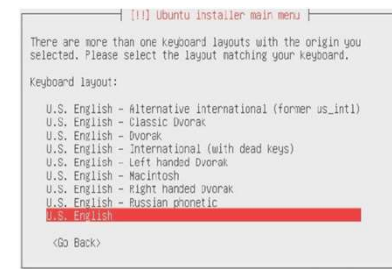 [!!] Ubuntu installer main menu
There are more than one keyboard layouts with the origin you
selected. Please select the layout matching your keyboard.
Keyboard layout:
U.S. English - Alternative international (former us_intl)
U.S. English - Classic Dvorak
U.S. English - Dvorak
U.S. English - International (with dead keys)
U.S. English - Left handed Dvorak
U.S. English - Macintosh
U.S. English - Right handed Dvorak
U.S. English - Russian phonetic
U.S. English
<Go Back>